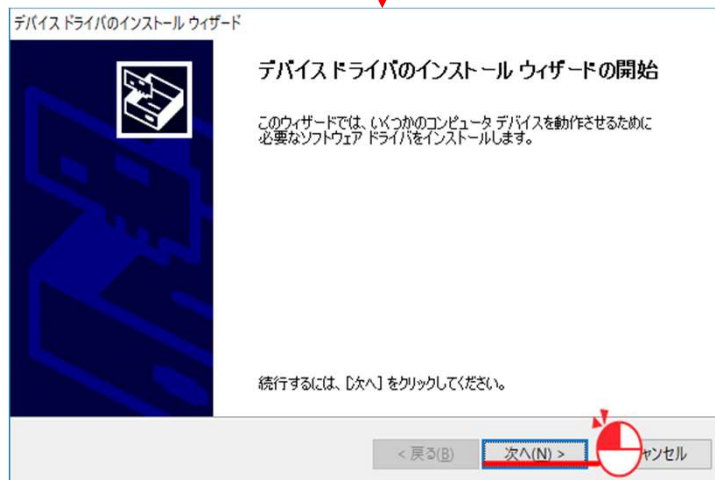 デバイス ドライバのインストール ウィザード
デバイス ドライバのインストール ウィザードの開始
このウィザードでは、いくつかのコンピュータ デバイスを動作させるために
必要なソフトウェア ドライバをインストールします。
続行するには、[次へ] をクリックしてください。
< 戻る(B) 次へ(N) > ャンセル